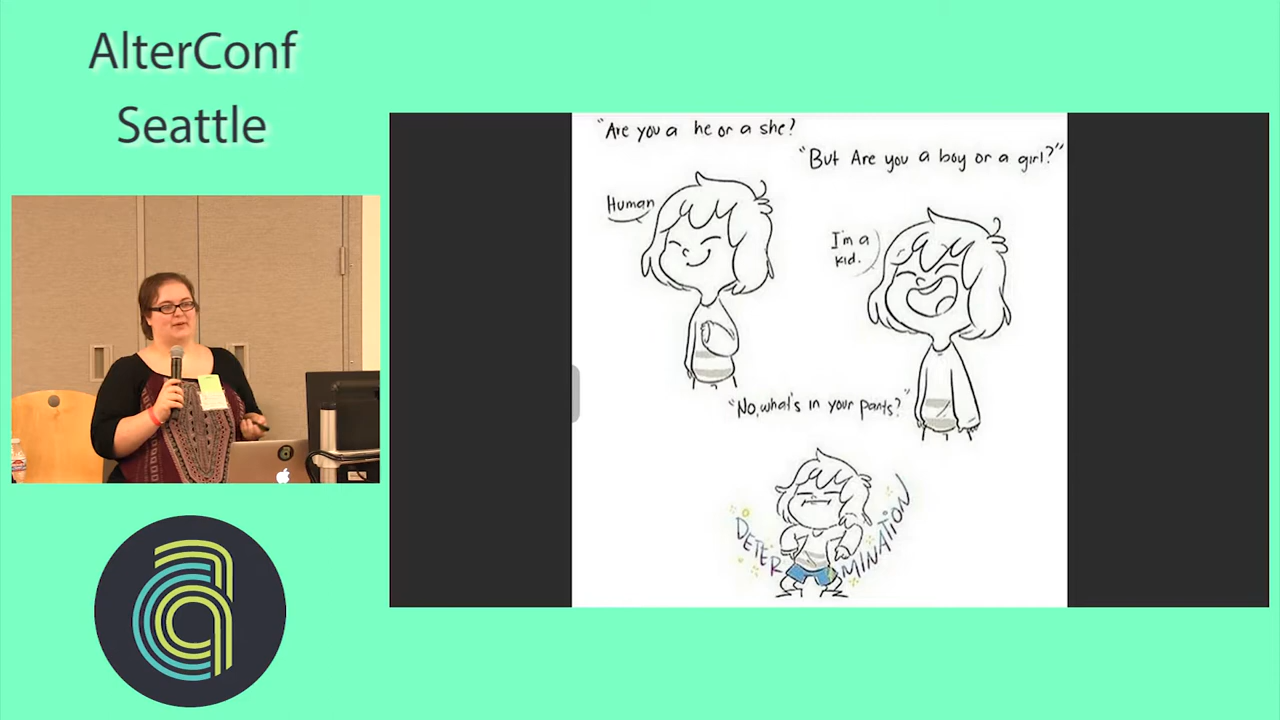 AlterConf
Seattle
"Are you a he or a she?
Human
"But Are you a boy or a girl?"
I'm a
kid.
"No, what's in your pants?"
DETERMINATION